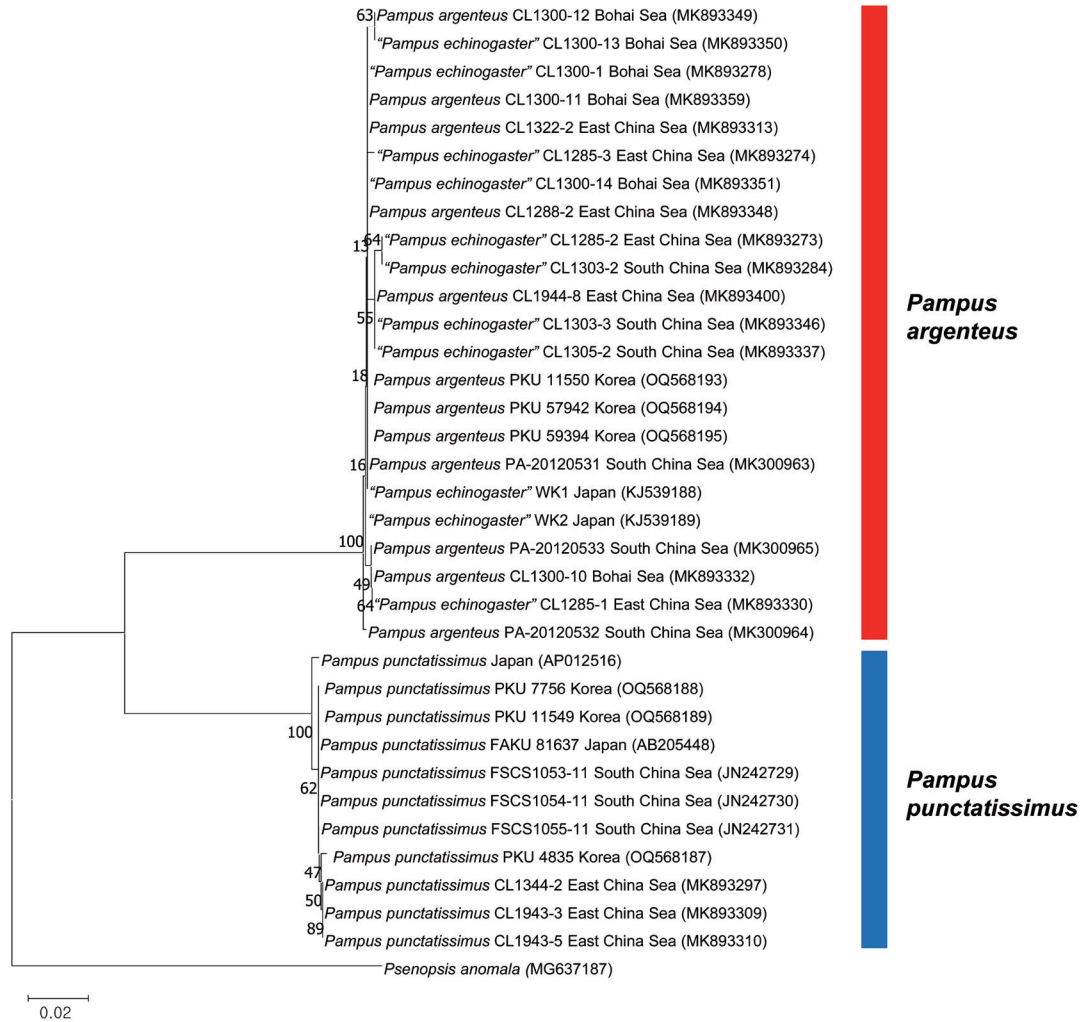 63 Pampus argenteus CL1300-12 Bohai Sea (MK893349)
“Pampus echinogaster” CL1300-13 Bohai Sea (MK893350)
“Pampus echinogaster” CL1300-1 Bohai Sea (MK893278)
Pampus argenteus CL1300-11 Bohai Sea (MK893359)
Pampus argenteus CL1322-2 East China Sea (MK893313)
“Pampus echinogaster” CL1285-3 East China Sea (MK893274)
“Pampus echinogaster” CL1300-14 Bohai Sea (MK893351)
Pampus argenteus CL1288-2 East China Sea (MK893348)
13 64 “Pampus echinogaster” CL1285-2 East China Sea (MK893273)
“Pampus echinogaster” CL1303-2 South China Sea (MK893284)
Pampus argenteus CL1944-8 East China Sea (MK893400)
55 “Pampus echinogaster” CL1303-3 South China Sea (MK893346)
“Pampus echinogaster” CL1305-2 South China Sea (MK893337)
18 Pampus argenteus PKU 11550 Korea (OQ568193)
Pampus argenteus PKU 57942 Korea (OQ568194)
Pampus argenteus PKU 59394 Korea (OQ568195)
16 Pampus argenteus PA-20120531 South China Sea (MK300963)
“Pampus echinogaster” WK1 Japan (KJ539188)
“Pampus echinogaster” WK2 Japan (KJ539189)
100 Pampus argenteus PA-20120533 South China Sea (MK300965)
49 Pampus argenteus CL1300-10 Bohai Sea (MK893332)
64 “Pampus echinogaster” CL1285-1 East China Sea (MK893330)
Pampus argenteus PA-20120532 South China Sea (MK300964)
Pampus
argenteus
Pampus punctatissimus Japan (AP012516)
Pampus punctatissimus PKU 7756 Korea (OQ568188)
100 Pampus punctatissimus PKU 11549 Korea (OQ568189)
Pampus punctatissimus FAKU 81637 Japan (AB205448)
Pampus punctatissimus FSCS1053-11 South China Sea (JN242729)
62 Pampus punctatissimus FSCS1054-11 South China Sea (JN242730)
Pampus punctatissimus FSCS1055-11 South China Sea (JN242731)
Pampus punctatissimus PKU 4835 Korea (OQ568187)
47 Pampus punctatissimus CL1344-2 East China Sea (MK893297)
50 Pampus punctatissimus CL1943-3 East China Sea (MK893309)
89 Pampus punctatissimus CL1943-5 East China Sea (MK893310)
Pampus
punctatissimus
Psenopsis anomala (MG637187)
0.02